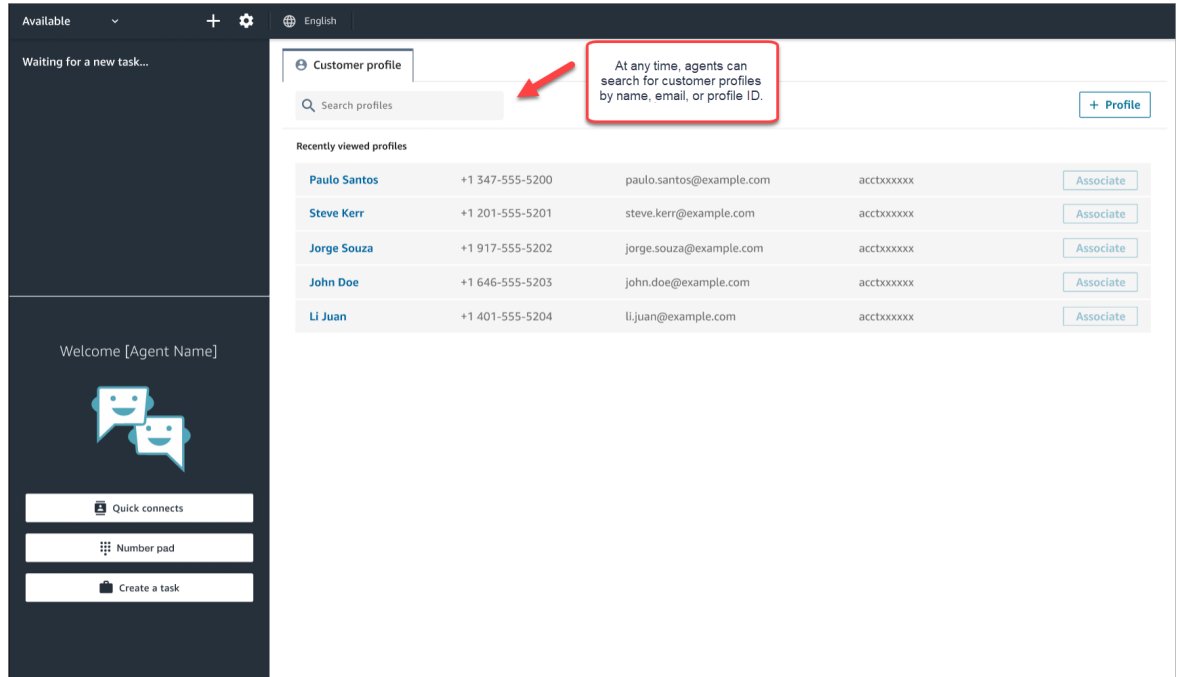 Available
English
Waiting for a new task...
Customer profile
At any time, agents can
search for customer profiles
by name, email, or profile ID.
Search profiles
+ Profile
Recently viewed profiles
Paulo Santos +1 347-555-5200 paulo.santos@example.com acctxxxxxx Associate
Steve Kerr +1 201-555-5201 steve.kerr@example.com acctxxxxxx Associate
Jorge Souza +1 917-555-5202 jorge.souza@example.com acctxxxxxx Associate
John Doe +1 646-555-5203 john.doe@example.com acctxxxxxx Associate
Li Juan +1 401-555-5204 li.juan@example.com acctxxxxxx Associate
Welcome [Agent Name]
Quick connects
Number pad
Create a task